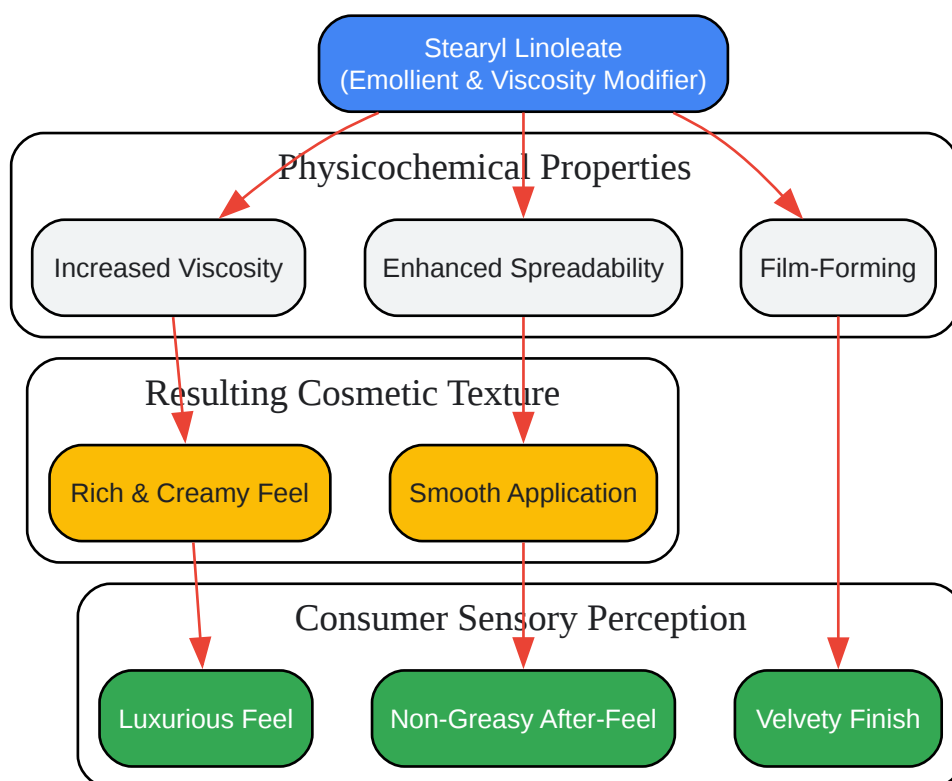 Stearyl Linoleate
(Emollient & Viscosity Modifier)
Physicochemical Properties
Increased Viscosity
Enhanced Spreadability
Film-Forming
Resulting Cosmetic Texture
Rich & Creamy Feel
Smooth Application
Consumer Sensory Perception
Luxurious Feel
Non-Greasy After-Feel
Velvety Finish